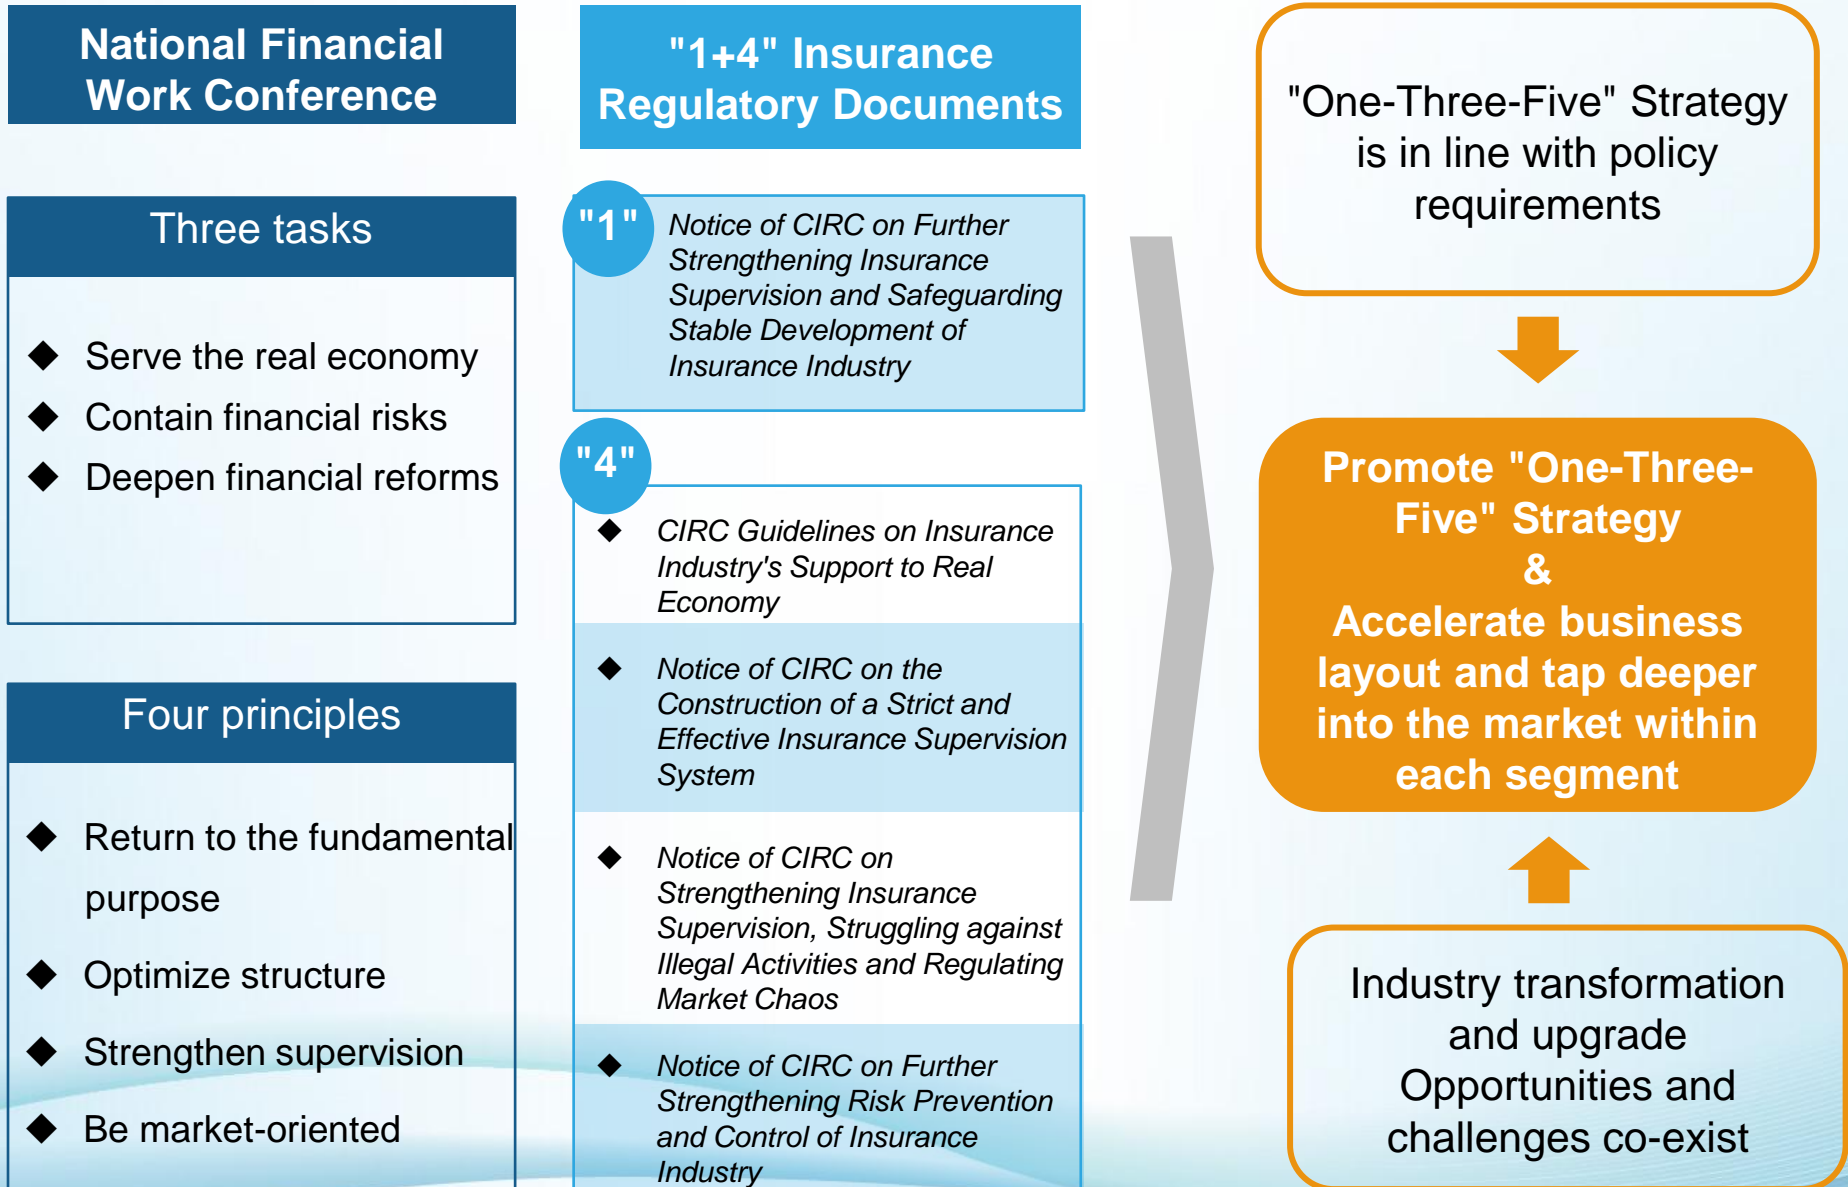 National Financial
Work Conference
Three tasks
◆ Serve the real economy
◆ Contain financial risks
◆ Deepen financial reforms
Four principles
◆ Return to the fundamental
purpose
◆ Optimize structure
◆ Strengthen supervision
◆ Be market-oriented
"1+4" Insurance
Regulatory Documents
"1"
Notice of CIRC on Further
Strengthening Insurance
Supervision and Safeguarding
Stable Development of
Insurance Industry
"4"
◆ CIRC Guidelines on Insurance
Industry's Support to Real
Economy
◆ Notice of CIRC on the
Construction of a Strict and
Effective Insurance Supervision
System
◆ Notice of CIRC on
Strengthening Insurance
Supervision, Struggling against
Illegal Activities and Regulating
Market Chaos
◆ Notice of CIRC on Further
Strengthening Risk Prevention
and Control of Insurance
Industry
"One-Three-Five" Strategy
is in line with policy
requirements
Promote "One-Three-
Five" Strategy
&
Accelerate business
layout and tap deeper
into the market within
each segment
Industry transformation
and upgrade
Opportunities and
challenges co-exist